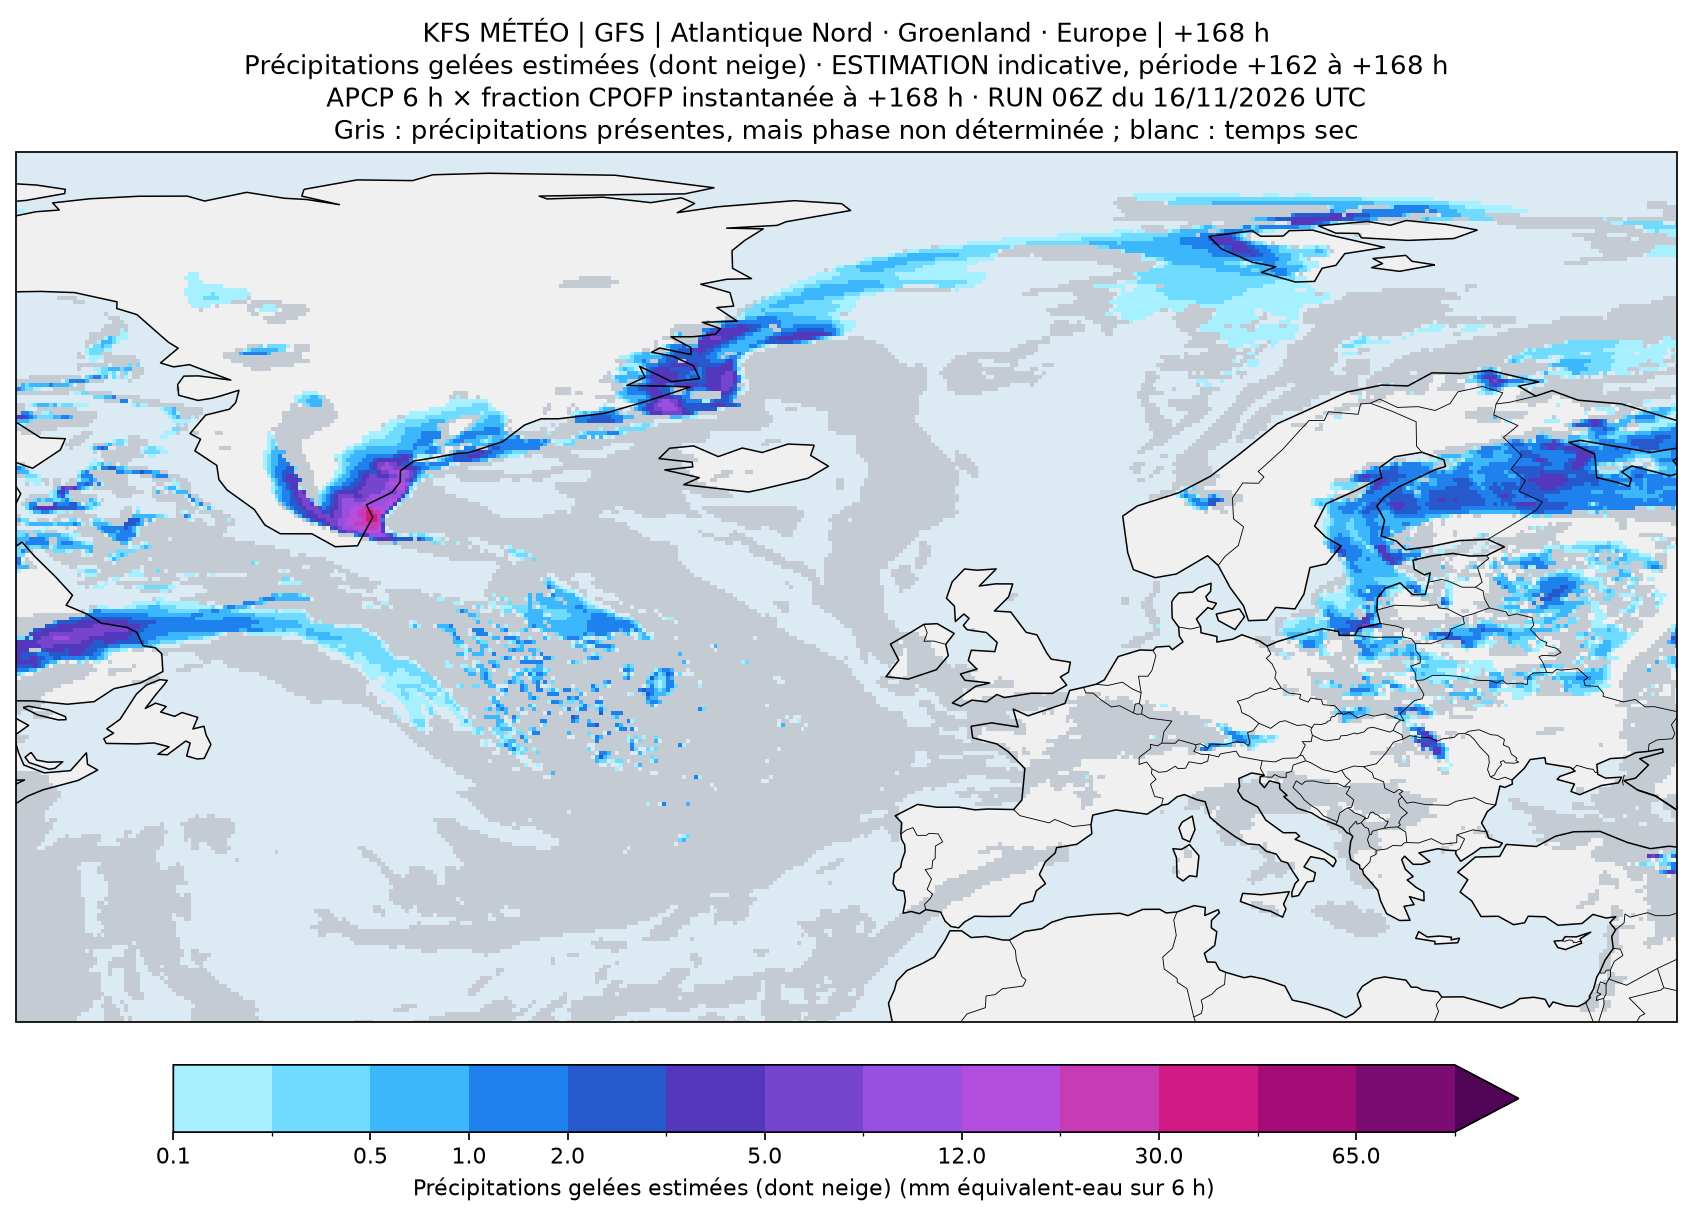 KFS MÉTÉO | GFS | Atlantique Nord · Groenland · Europe | +168 h
Précipitations gelées estimées (dont neige) · ESTIMATION indicative, période +162 à +168 h
APCP 6 h × fraction CPOFP instantanée à +168 h · RUN 06Z du 16/11/2026 UTC
Gris : précipitations présentes, mais phase non déterminée ; blanc : temps sec
0.1 0.5 1.0 2.0 5.0 12.0 30.0 65.0
Précipitations gelées estimées (dont neige) (mm équivalent-eau sur 6 h)